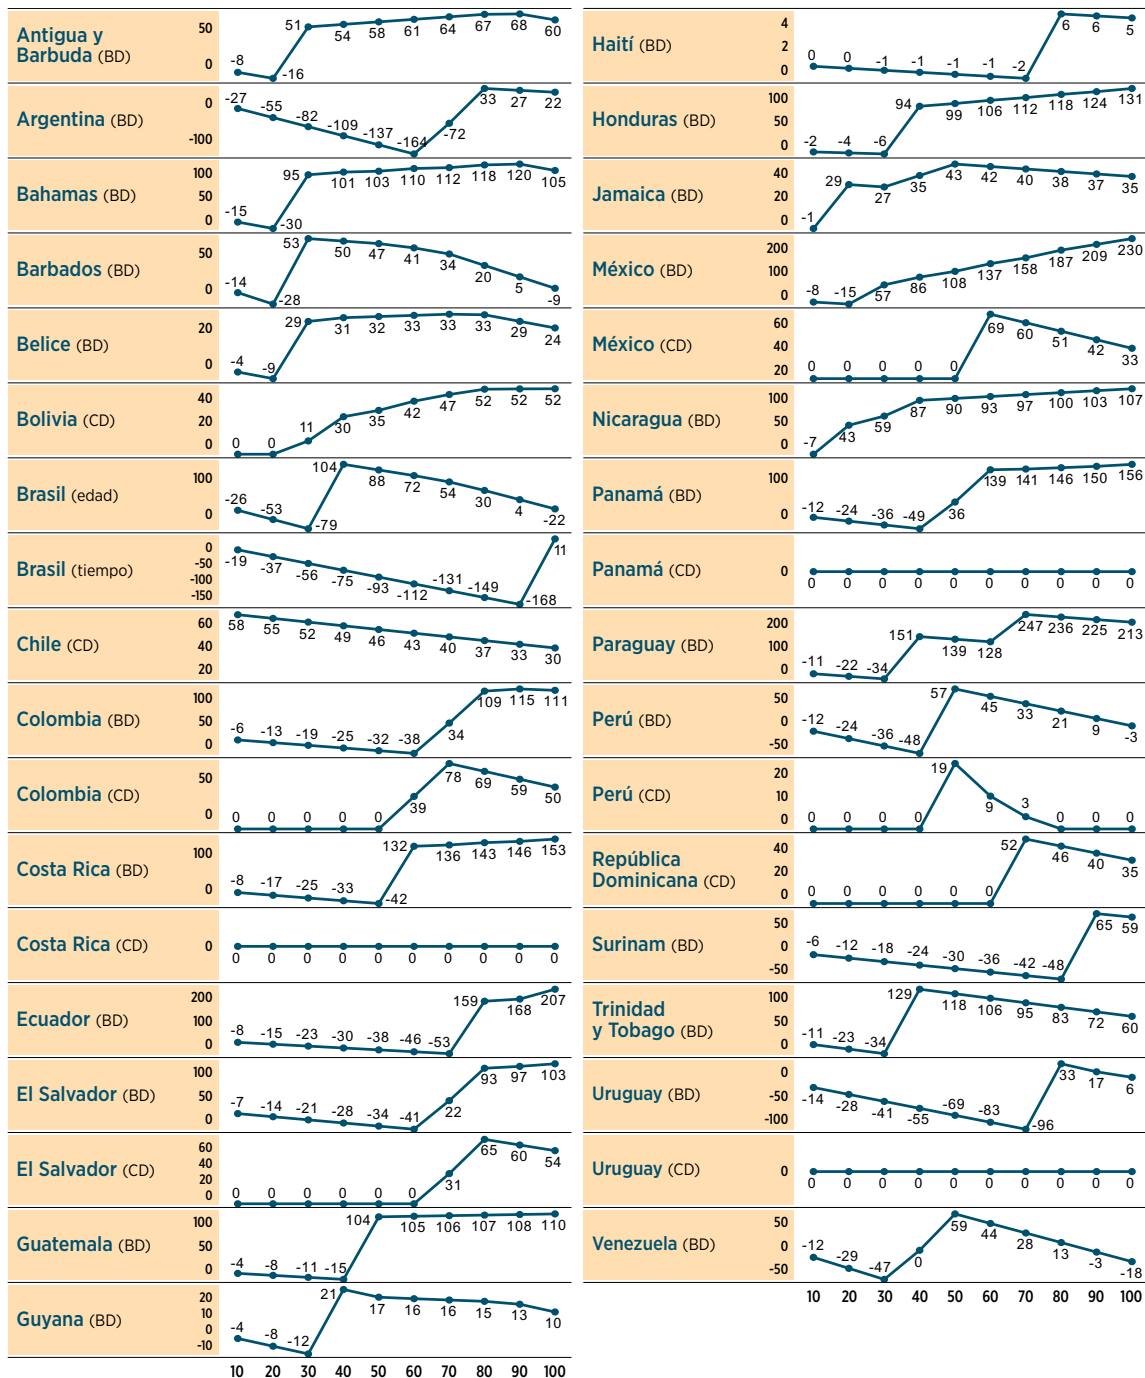 Antigua y
Barbuda (BD)
50
0
-8 -16 51 54 58 61 64 67 68 60
Argentina (BD)
0
-100
-27 -55 -82 -109 -137 -164 -72 33 27 22
Bahamas (BD)
100
50
0
-15 -30 95 101 103 110 112 118 120 105
Barbados (BD)
50
0
-14 -28 53 50 47 41 34 20 5 -9
Belice (BD)
20
0
-4 -9 29 31 32 33 33 33 29 24
Bolivia (CD)
40
20
0
0 0 11 30 35 42 47 52 52 52
Brasil (edad)
100
0
-26 -53 -79 104 88 72 54 30 4 -22
Brasil (tiempo)
0
-50
-100
-150
-19 -37 -56 -75 -93 -112 -131 -149 -168 11
Chile (CD)
60
40
20
58 55 52 49 46 43 40 37 33 30
Colombia (BD)
100
50
0
-6 -13 -19 -25 -32 -38 34 109 115 111
Colombia (CD)
50
0
0 0 0 0 0 39 78 69 59 50
Costa Rica (BD)
100
0
-8 -17 -25 -33 -42 132 136 143 146 153
Costa Rica (CD)
0
0 0 0 0 0 0 0 0 0 0
Ecuador (BD)
200
100
0
-8 -15 -23 -30 -38 -46 -53 159 168 207
El Salvador (BD)
100
50
0
-7 -14 -21 -28 -34 -41 22 93 97 103
El Salvador (CD)
60
40
20
0
0 0 0 0 0 0 31 65 60 54
Guatemala (BD)
100
50
0
-4 -8 -11 -15 104 105 106 107 108 110
Guyana (BD)
20
10
0
-10
-4 -8 -12 21 17 16 16 15 13 10
10 20 30 40 50 60 70 80 90 100
Haití (BD)
4
2
0
0 0 -1 -1 -1 -1 -2 6 6 5
Honduras (BD)
100
50
0
-2 -4 -6 94 99 106 112 118 124 131
Jamaica (BD)
40
20
0
-1 29 27 35 43 42 40 38 37 35
México (BD)
200
100
0
-8 -15 57 86 108 137 158 187 209 230
México (CD)
60
40
20
0 0 0 0 0 69 60 51 42 33
Nicaragua (BD)
100
50
0
-7 43 59 87 90 93 97 100 103 107
Panamá (BD)
100
0
-12 -24 -36 -49 36 139 141 146 150 156
Panamá (CD)
0
0 0 0 0 0 0 0 0 0 0
Paraguay (BD)
200
100
0
-11 -22 -34 151 139 128 247 236 225 213
Perú (BD)
50
0
-50
-12 -24 -36 -48 57 45 33 21 9 -3
Perú (CD)
20
10
0
0 0 0 0 19 9 3 0 0 0
República
Dominicana (CD)
40
20
0
0 0 0 0 0 0 52 46 40 35
Surinam (BD)
50
0
-50
-6 -12 -18 -24 -30 -36 -42 -48 65 59
Trinidad
y Tobago (BD)
100
50
0
-11 -23 -34 129 118 106 95 83 72 60
Uruguay (BD)
0
-50
-100
-14 -28 -41 -55 -69 -83 -96 33 17 6
Uruguay (CD)
0
0 0 0 0 0 0 0 0 0 0
Venezuela (BD)
50
0
-50
-12 -29 -47 0 59 44 28 13 -3 -18
10 20 30 40 50 60 70 80 90 100